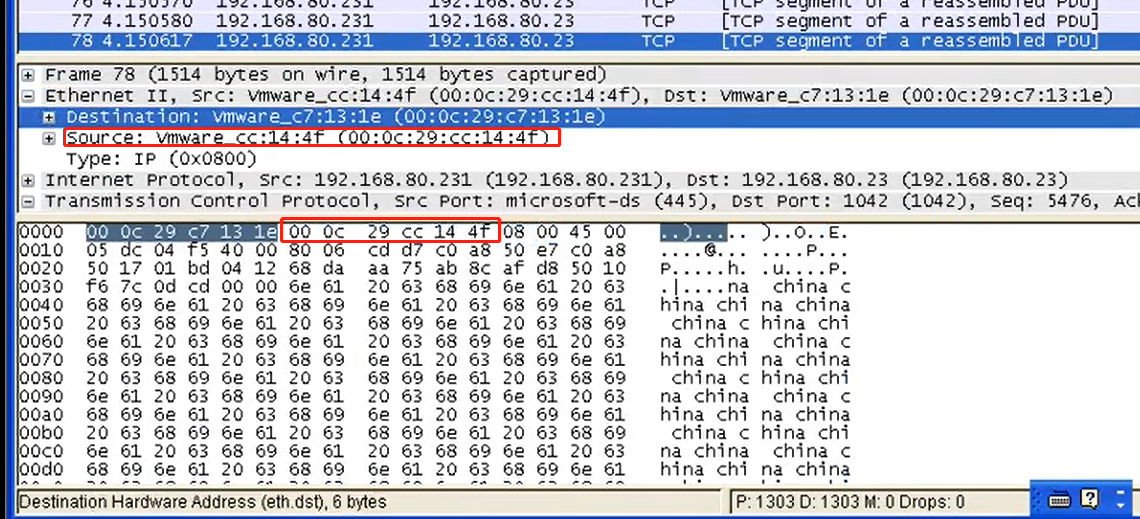 76 4.150570 192.168.80.231 192.168.80.23 TCP [TCP segment of a reassembled PDU]
77 4.150580 192.168.80.231 192.168.80.23 TCP [TCP segment of a reassembled PDU]
78 4.150617 192.168.80.231 192.168.80.23 TCP [TCP segment of a reassembled PDU]
Frame 78 (1514 bytes on wire, 1514 bytes captured)
Ethernet II, Src: Vmware_cc:14:4f (00:0c:29:cc:14:4f), Dst: Vmware_c7:13:1e (00:0c:29:c7:13:1e)
Destination: Vmware_c7:13:1e (00:0c:29:c7:13:1e)
Source: Vmware_cc:14:4f (00:0c:29:cc:14:4f)
Type: IP (0x0800)
Internet Protocol, Src: 192.168.80.231 (192.168.80.231), Dst: 192.168.80.23 (192.168.80.23)
Transmission Control Protocol, Src Port: microsoft-ds (445), Dst Port: 1042 (1042), Seq: 5476, Ac
0000 00 0c 29 c7 13 1e 00 0c 29 cc 14 4f 08 00 45 00 ..)..... )..O..E.
0010 05 dc 04 f5 40 00 80 06 cd d7 c0 a8 50 e7 c0 a8 ....@... ....P...
0020 50 17 01 bd 04 12 68 da aa 75 ab 8c af d8 50 10 P.....h. .u....P.
0030 f6 7c 0d cd 00 00 6e 61 20 63 68 69 6e 61 20 63 .|....na china c
0040 68 69 6e 61 20 63 68 69 6e 61 20 63 68 69 6e 61 hina chi na china
0050 20 63 68 69 6e 61 20 63 68 69 6e 61 20 63 68 69 china c hina chi
0060 6e 61 20 63 68 69 6e 61 20 63 68 69 6e 61 20 63 na china china c
0070 68 69 6e 61 20 63 68 69 6e 61 20 63 68 69 6e 61 hina chi na china
0080 20 63 68 69 6e 61 20 63 68 69 6e 61 20 63 68 69 china c hina chi
0090 6e 61 20 63 68 69 6e 61 20 63 68 69 6e 61 20 63 na china china c
00a0 68 69 6e 61 20 63 68 69 6e 61 20 63 68 69 6e 61 hina chi na china
00b0 20 63 68 69 6e 61 20 63 68 69 6e 61 20 63 68 69 china c hina chi
00c0 6e 61 20 63 68 69 6e 61 20 63 68 69 6e 61 20 63 na china china c
00d0 68 69 6e 61 20 63 68 69 6e 61 20 63 68 69 6e 61 hina chi na china
Destination Hardware Address (eth.dst), 6 bytes P: 1303 D: 1303 M: 0 Drops: 0